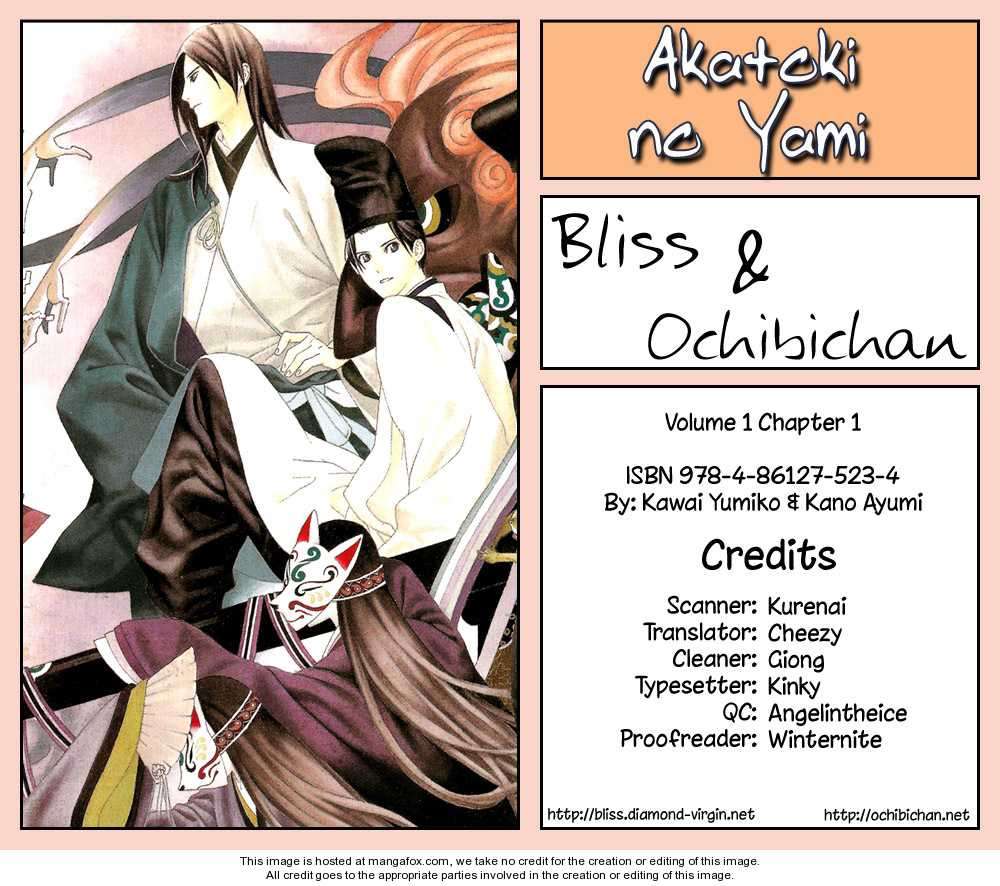 Akatoki
no Yami
Bliss &
Ochibichan
Volume 1 Chapter 1
ISBN 978-4-86127-523-4
By: Kawai Yumiko & Kano Ayumi
Credits
Scanner: Kurenai
Translator: Cheezy
Cleaner: Giong
Typesetter: Kinky
QC: Angelintheice
Proofreader: Winternite
http://bliss.diamond-virgin.net http://ochibichan.net
This image is hosted at mangafox.com, we take no credit for the creation or editing of this image.
All credit goes to the appropriate parties involved in the creation or editing of this image.